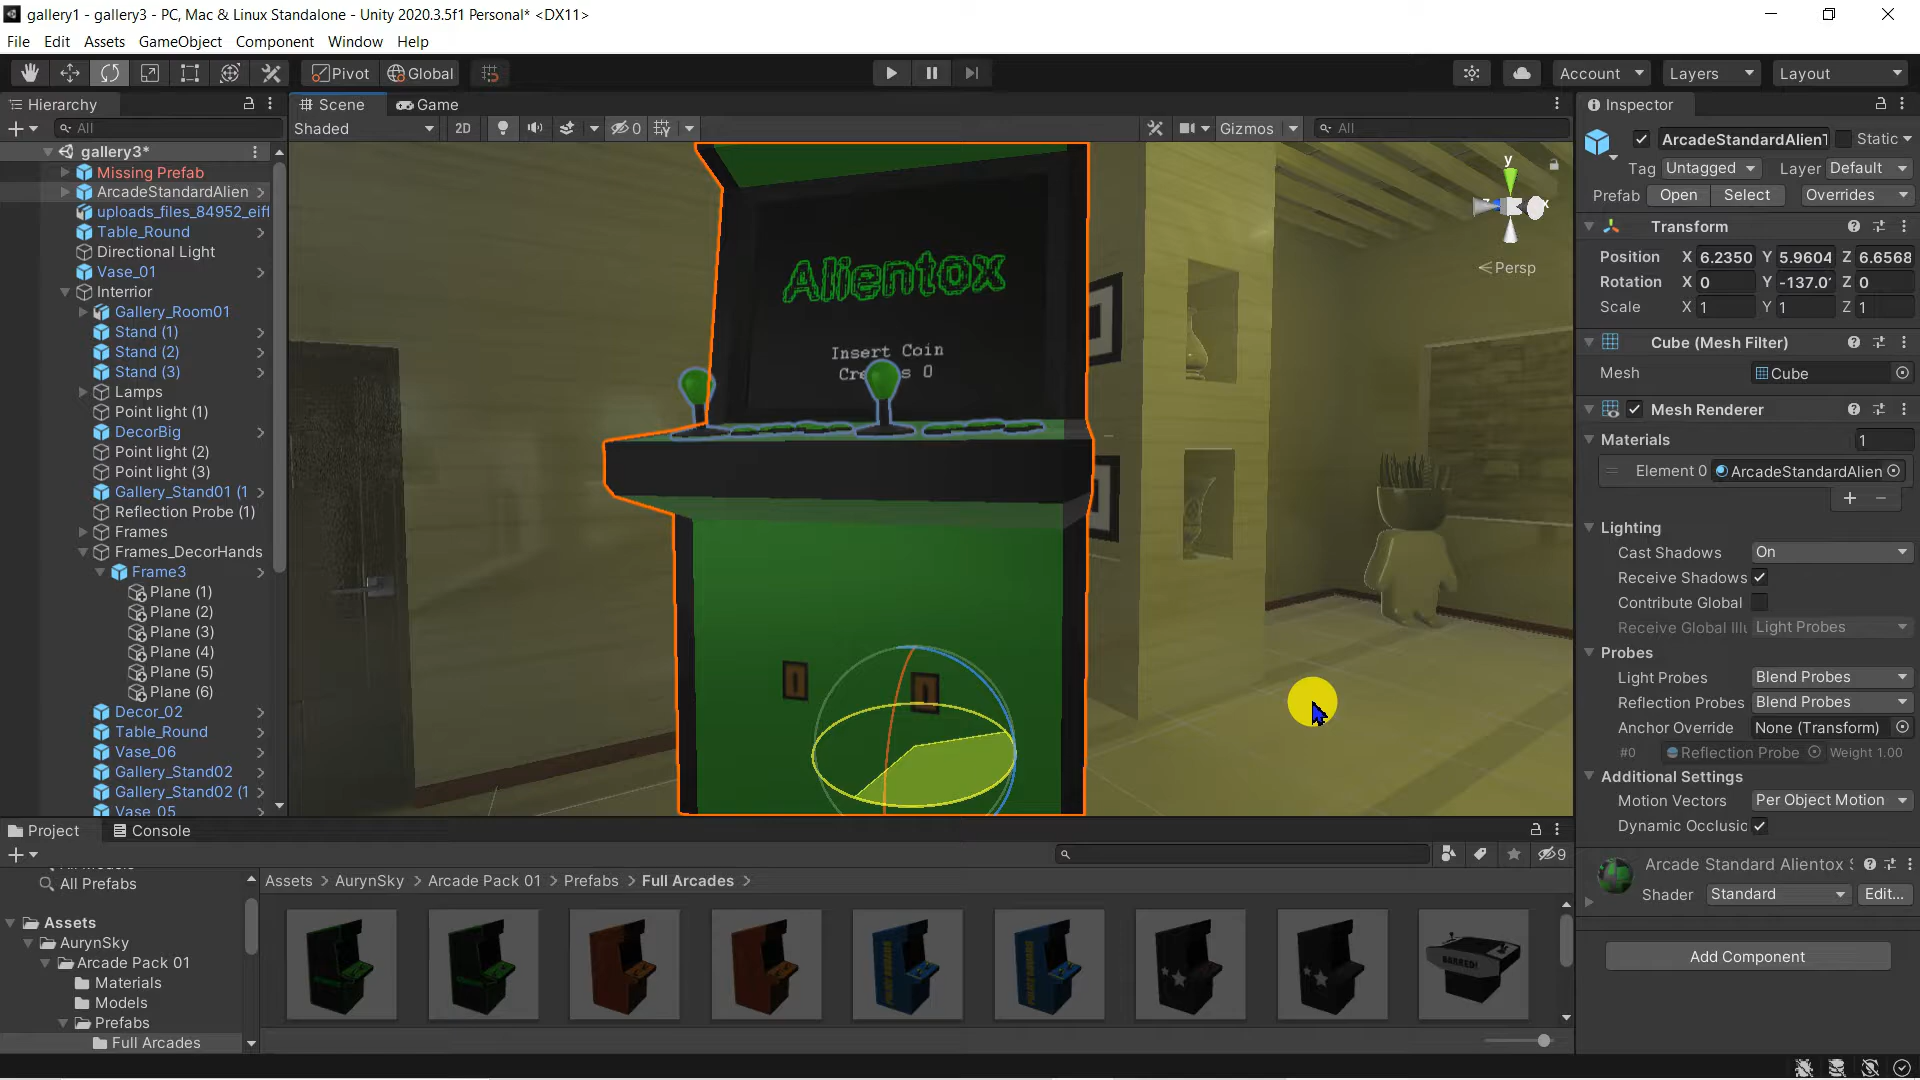 gallery1 - gallery3 - PC, Mac & Linux Standalone - Unity 2020.3.5f1 Personal* <DX11>
File Edit Assets GameObject Component Window Help
Pivot Global Account Layers Layout
Hierarchy
All
gallery3*
Missing Prefab
ArcadeStandardAlien
uploads_files_84952_eiff
Table_Round
Directional Light
Vase_01
Interrior
Gallery_Room01
Stand (1)
Stand (2)
Stand (3)
Lamps
Point light (1)
DecorBig
Point light (2)
Point light (3)
Gallery_Stand01 (1
Reflection Probe (1)
Frames
Frames_DecorHands
Frame3
Plane (1)
Plane (2)
Plane (3)
Plane (4)
Plane (5)
Plane (6)
Decor_02
Table_Round
Vase_06
Gallery_Stand02
Gallery_Stand02 (1
Vase_05
Scene Game
Shaded 2D 0 Gizmos All
Alientox
Insert Coin
y
x
Persp
Inspector
ArcadeStandardAlienT Static
Tag Untagged Layer Default
Prefab Open Select Overrides
Transform
Position X 6.2350 Y 5.9604 Z 6.6568
Rotation X 0 Y -137.0 Z 0
Scale X 1 Y 1 Z 1
Cube (Mesh Filter)
Mesh Cube
Mesh Renderer
Materials 1
Element 0 ArcadeStandardAlien
Lighting
Cast Shadows On
Receive Shadows
Contribute Global
Receive Global Illu Light Probes
Probes
Light Probes Blend Probes
Reflection Probes Blend Probes
Anchor Override None (Transform)
#0 Reflection Probe Weight 1.00
Additional Settings
Motion Vectors Per Object Motion
Dynamic Occlusic
Arcade Standard Alientox S
Shader Standard Edit...
Add Component
Project Console
9
All Prefabs
Assets
AurynSky
Arcade Pack 01
Materials
Models
Prefabs
Full Arcades
Assets > AurynSky > Arcade Pack 01 > Prefabs > Full Arcades >
BARRED!